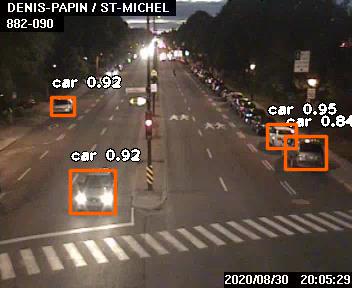 DENIS-PAPIN / ST-MICHEL
882-090
car 0.92
car 0.95
car 0.84
car 0.92
2020/08/30 20:05:29